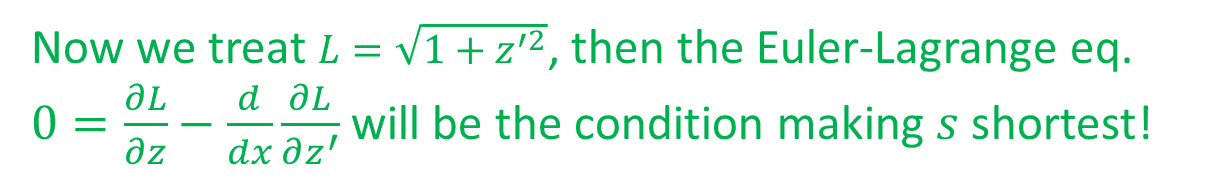 Now we treat L = √1 + z′², then the Euler-Lagrange eq.
0 = ∂L/∂z − d/dx ∂L/∂z′ will be the condition making s shortest!